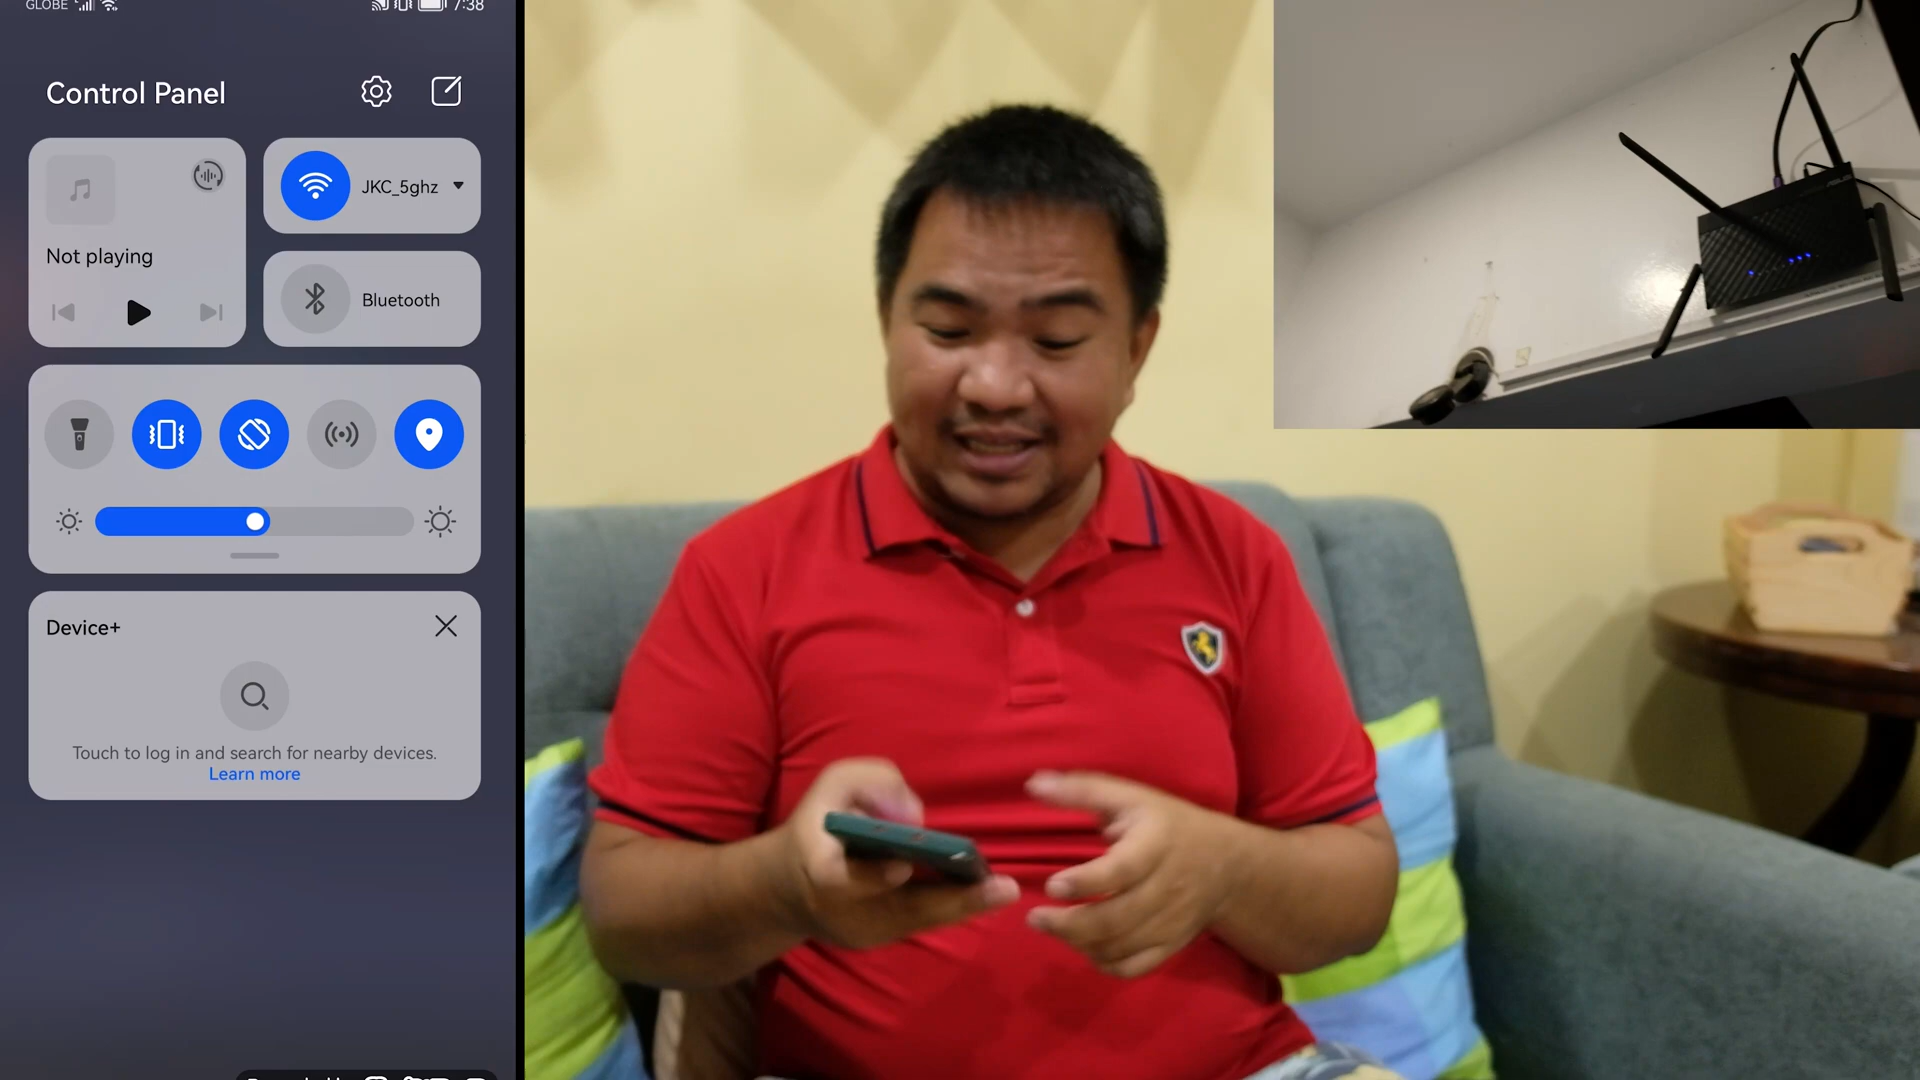 GLOBE
7:38
Control Panel
JKC_5ghz
Not playing
Bluetooth
Device+
Touch to log in and search for nearby devices.
Learn more